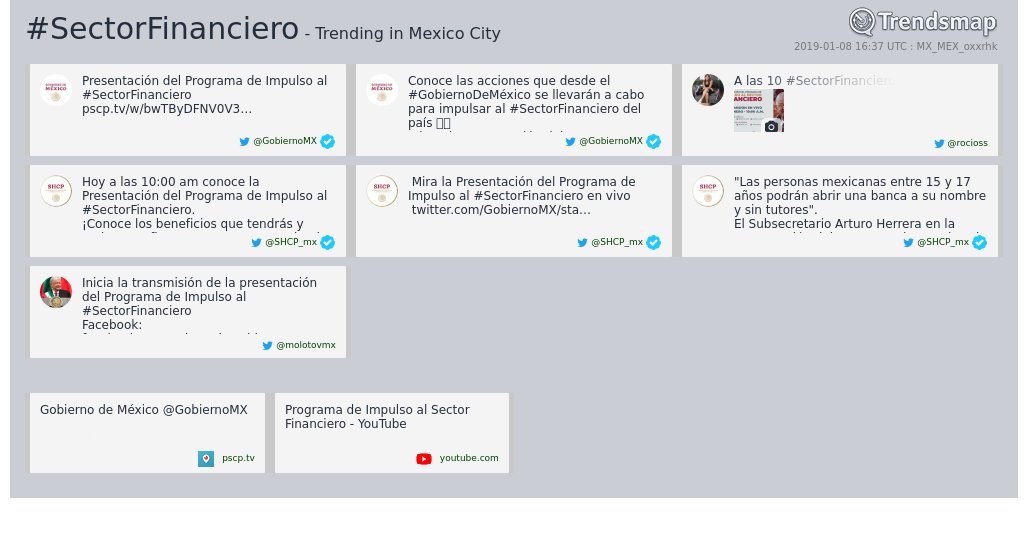 #SectorFinanciero - Trending in Mexico City
Trendsmap
2019-01-08 16:37 UTC : MX_MEX_oxxrhk
Presentación del Programa de Impulso al
#SectorFinanciero
pscp.tv/w/bwTByDFNV0V3…
@GobiernoMX
Conoce las acciones que desde el
#GobiernoDeMéxico se llevarán a cabo
para impulsar al #SectorFinanciero del
país
@GobiernoMX
A las 10 #SectorFinanciero
@rocioss
Hoy a las 10:00 am conoce la
Presentación del Programa de Impulso al
#SectorFinanciero.
¡Conoce los beneficios que tendrás y
@SHCP_mx
Mira la Presentación del Programa de
Impulso al #SectorFinanciero en vivo
twitter.com/GobiernoMX/sta…
@SHCP_mx
"Las personas mexicanas entre 15 y 17
años podrán abrir una banca a su nombre
y sin tutores".
El Subsecretario Arturo Herrera en la
@SHCP_mx
Inicia la transmisión de la presentación
del Programa de Impulso al
#SectorFinanciero
Facebook:
@molotovmx
Gobierno de México @GobiernoMX
pscp.tv
Programa de Impulso al Sector
Financiero - YouTube
youtube.com